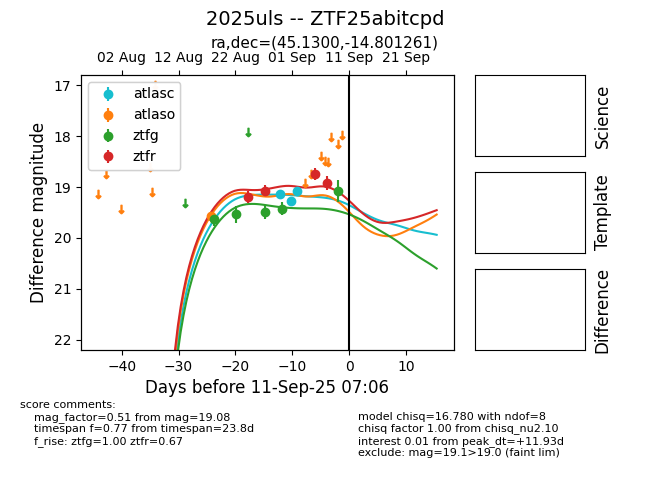 2025uls -- ZTF25abitcpd
ra,dec=(45.1300,-14.801261)
02 Aug 12 Aug 22 Aug 01 Sep 11 Sep 21 Sep
17
18
19
20
21
22
Difference magnitude
atlasc
atlaso
ztfg
ztfr
−40 −30 −20 −10 0 10
Days before 11-Sep-25 07:06
Science
Template
Difference
score comments:
mag_factor=0.51 from mag=19.08
timespan f=0.77 from timespan=23.8d
f_rise: ztfg=1.00 ztfr=0.67
model chisq=16.780 with ndof=8
chisq factor 1.00 from chisq_nu2.10
interest 0.01 from peak_dt=+11.93d
exclude: mag=19.1>19.0 (faint lim)